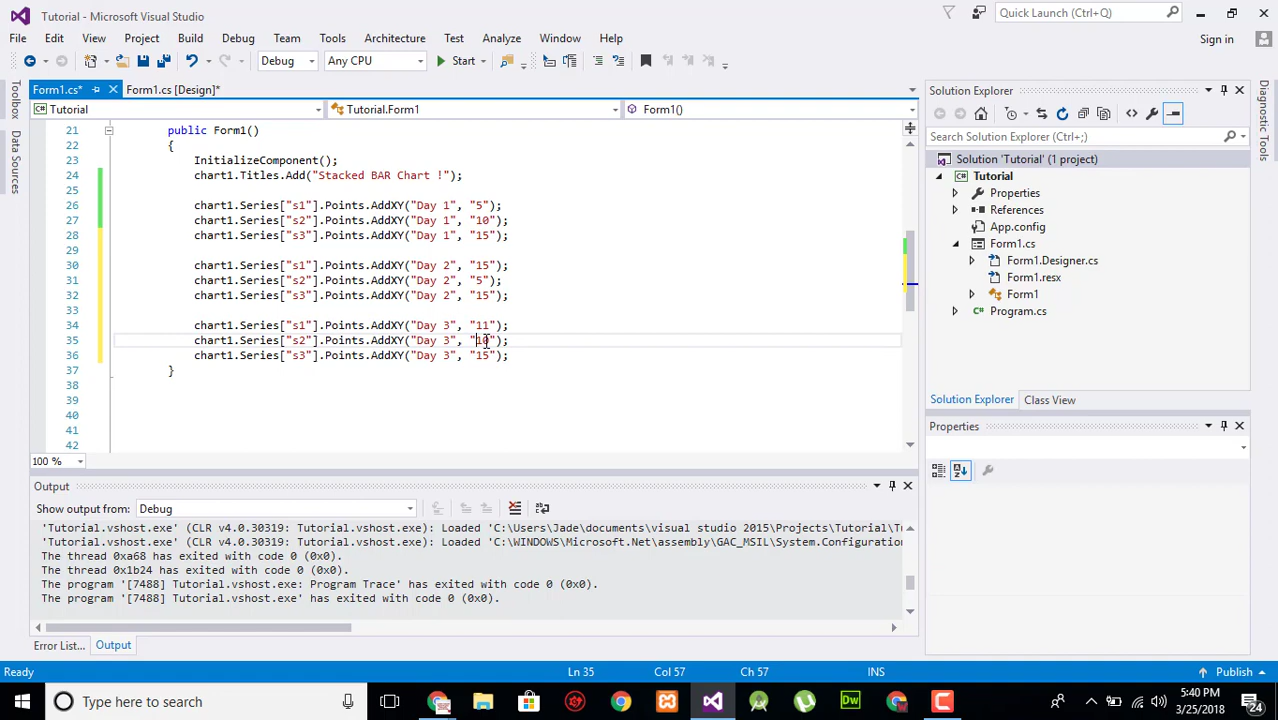 Tutorial - Microsoft Visual Studio
Quick Launch (Ctrl+Q)
File Edit View Project Build Debug Team Tools Architecture Test Analyze Window Help
Sign in
Debug Any CPU Start
Form1.cs* Form1.cs [Design]*
Solution Explorer
Tutorial Tutorial.Form1 Form1()
Toolbox
Data Sources
Diagnostic Tools
Search Solution Explorer (Ctrl+;)
Solution 'Tutorial' (1 project)
Tutorial
Properties
References
App.config
Form1.cs
Form1.Designer.cs
Form1.resx
Form1
Program.cs
21 public Form1()
22 {
23 InitializeComponent();
24 chart1.Titles.Add("Stacked BAR Chart !");
25
26 chart1.Series["s1"].Points.AddXY("Day 1", "5");
27 chart1.Series["s2"].Points.AddXY("Day 1", "10");
28 chart1.Series["s3"].Points.AddXY("Day 1", "15");
29
30 chart1.Series["s1"].Points.AddXY("Day 2", "15");
31 chart1.Series["s2"].Points.AddXY("Day 2", "5");
32 chart1.Series["s3"].Points.AddXY("Day 2", "15");
33
34 chart1.Series["s1"].Points.AddXY("Day 3", "11");
35 chart1.Series["s2"].Points.AddXY("Day 3", "10");
36 chart1.Series["s3"].Points.AddXY("Day 3", "15");
37 }
38
39
40
41
42
100 %
Solution Explorer Class View
Properties
Output
Show output from: Debug
'Tutorial.vshost.exe' (CLR v4.0.30319: Tutorial.vshost.exe): Loaded 'C:\Users\Jade\documents\visual studio 2015\Projects\Tutorial\Tu
'Tutorial.vshost.exe' (CLR v4.0.30319: Tutorial.vshost.exe): Loaded 'C:\WINDOWS\Microsoft.Net\assembly\GAC_MSIL\System.Configuration
The thread 0xa68 has exited with code 0 (0x0).
The thread 0x1b24 has exited with code 0 (0x0).
The program '[7488] Tutorial.vshost.exe: Program Trace' has exited with code 0 (0x0).
The program '[7488] Tutorial.vshost.exe' has exited with code 0 (0x0).
Error List... Output
Ready Ln 35 Col 57 Ch 57 INS Publish
Type here to search
Dw
5:40 PM
3/25/2018
24